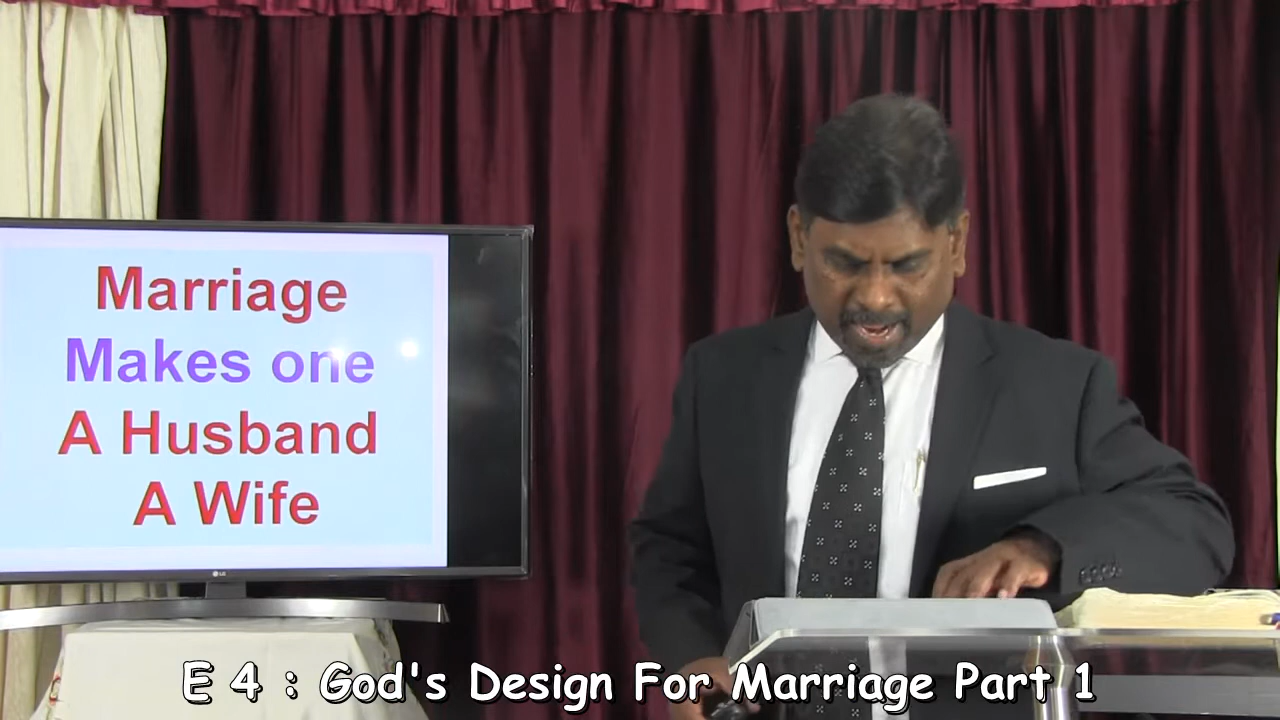 Marriage
Makes one
A Husband
A Wife
LG
E 4 : God's Design For Marriage Part 1